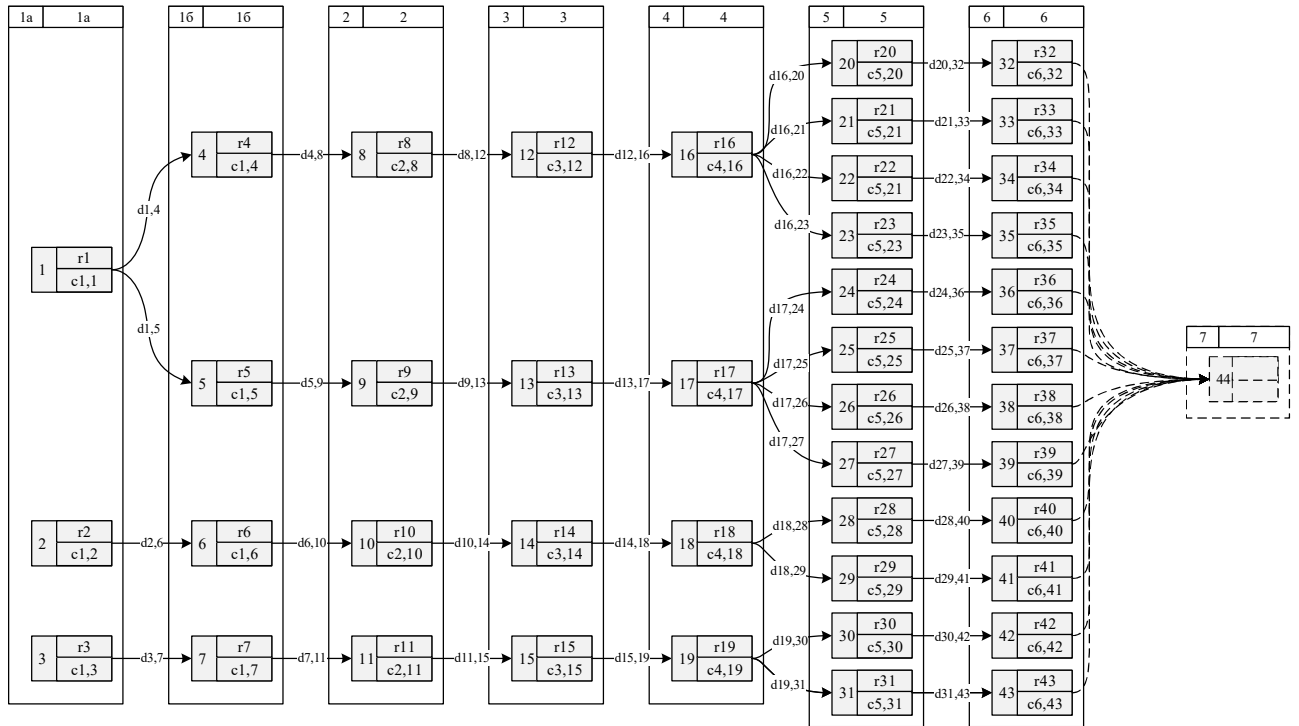 1а 1а
1
r1
c1,1
2
r2
c1,2
3
r3
c1,3
d1,4
d1,5
d2,6
d3,7
1б 1б
4
r4
c1,4
5
r5
c1,5
6
r6
c1,6
7
r7
c1,7
d4,8
d5,9
d6,10
d7,11
2 2
8
r8
c2,8
9
r9
c2,9
10
r10
c2,10
11
r11
c2,11
d8,12
d9,13
d10,14
d11,15
3 3
12
r12
c3,12
13
r13
c3,13
14
r14
c3,14
15
r15
c3,15
d12,16
d13,17
d14,18
d15,19
4 4
16
r16
c4,16
17
r17
c4,17
18
r18
c4,18
19
r19
c4,19
d16,20
d16,21
d16,22
d16,23
d17,24
d17,25
d17,26
d17,27
d18,28
d18,29
d19,30
d19,31
5 5
20
r20
c5,20
21
r21
c5,21
22
r22
c5,21
23
r23
c5,23
24
r24
c5,24
25
r25
c5,25
26
r26
c5,26
27
r27
c5,27
28
r28
c5,28
29
r29
c5,29
30
r30
c5,30
31
r31
c5,31
d20,32
d21,33
d22,34
d23,35
d24,36
d25,37
d26,38
d27,39
d28,40
d29,41
d30,42
d31,43
6 6
32
r32
c6,32
33
r33
c6,33
34
r34
c6,34
35
r35
c6,35
36
r36
c6,36
37
r37
c6,37
38
r38
c6,38
39
r39
c6,39
40
r40
c6,40
41
r41
c6,41
42
r42
c6,42
43
r43
c6,43
7 7
44